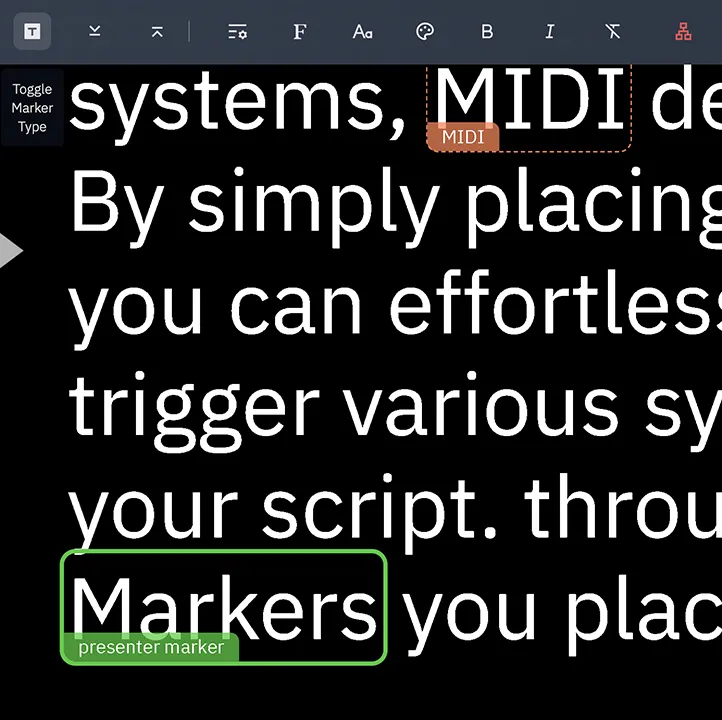 T
F
Aa
B
I
T
Toggle
Marker
Type
systems, MIDI de
MIDI
By simply placing
you can effortless
trigger various sy
your script. throu
Markers you plac
presenter marker